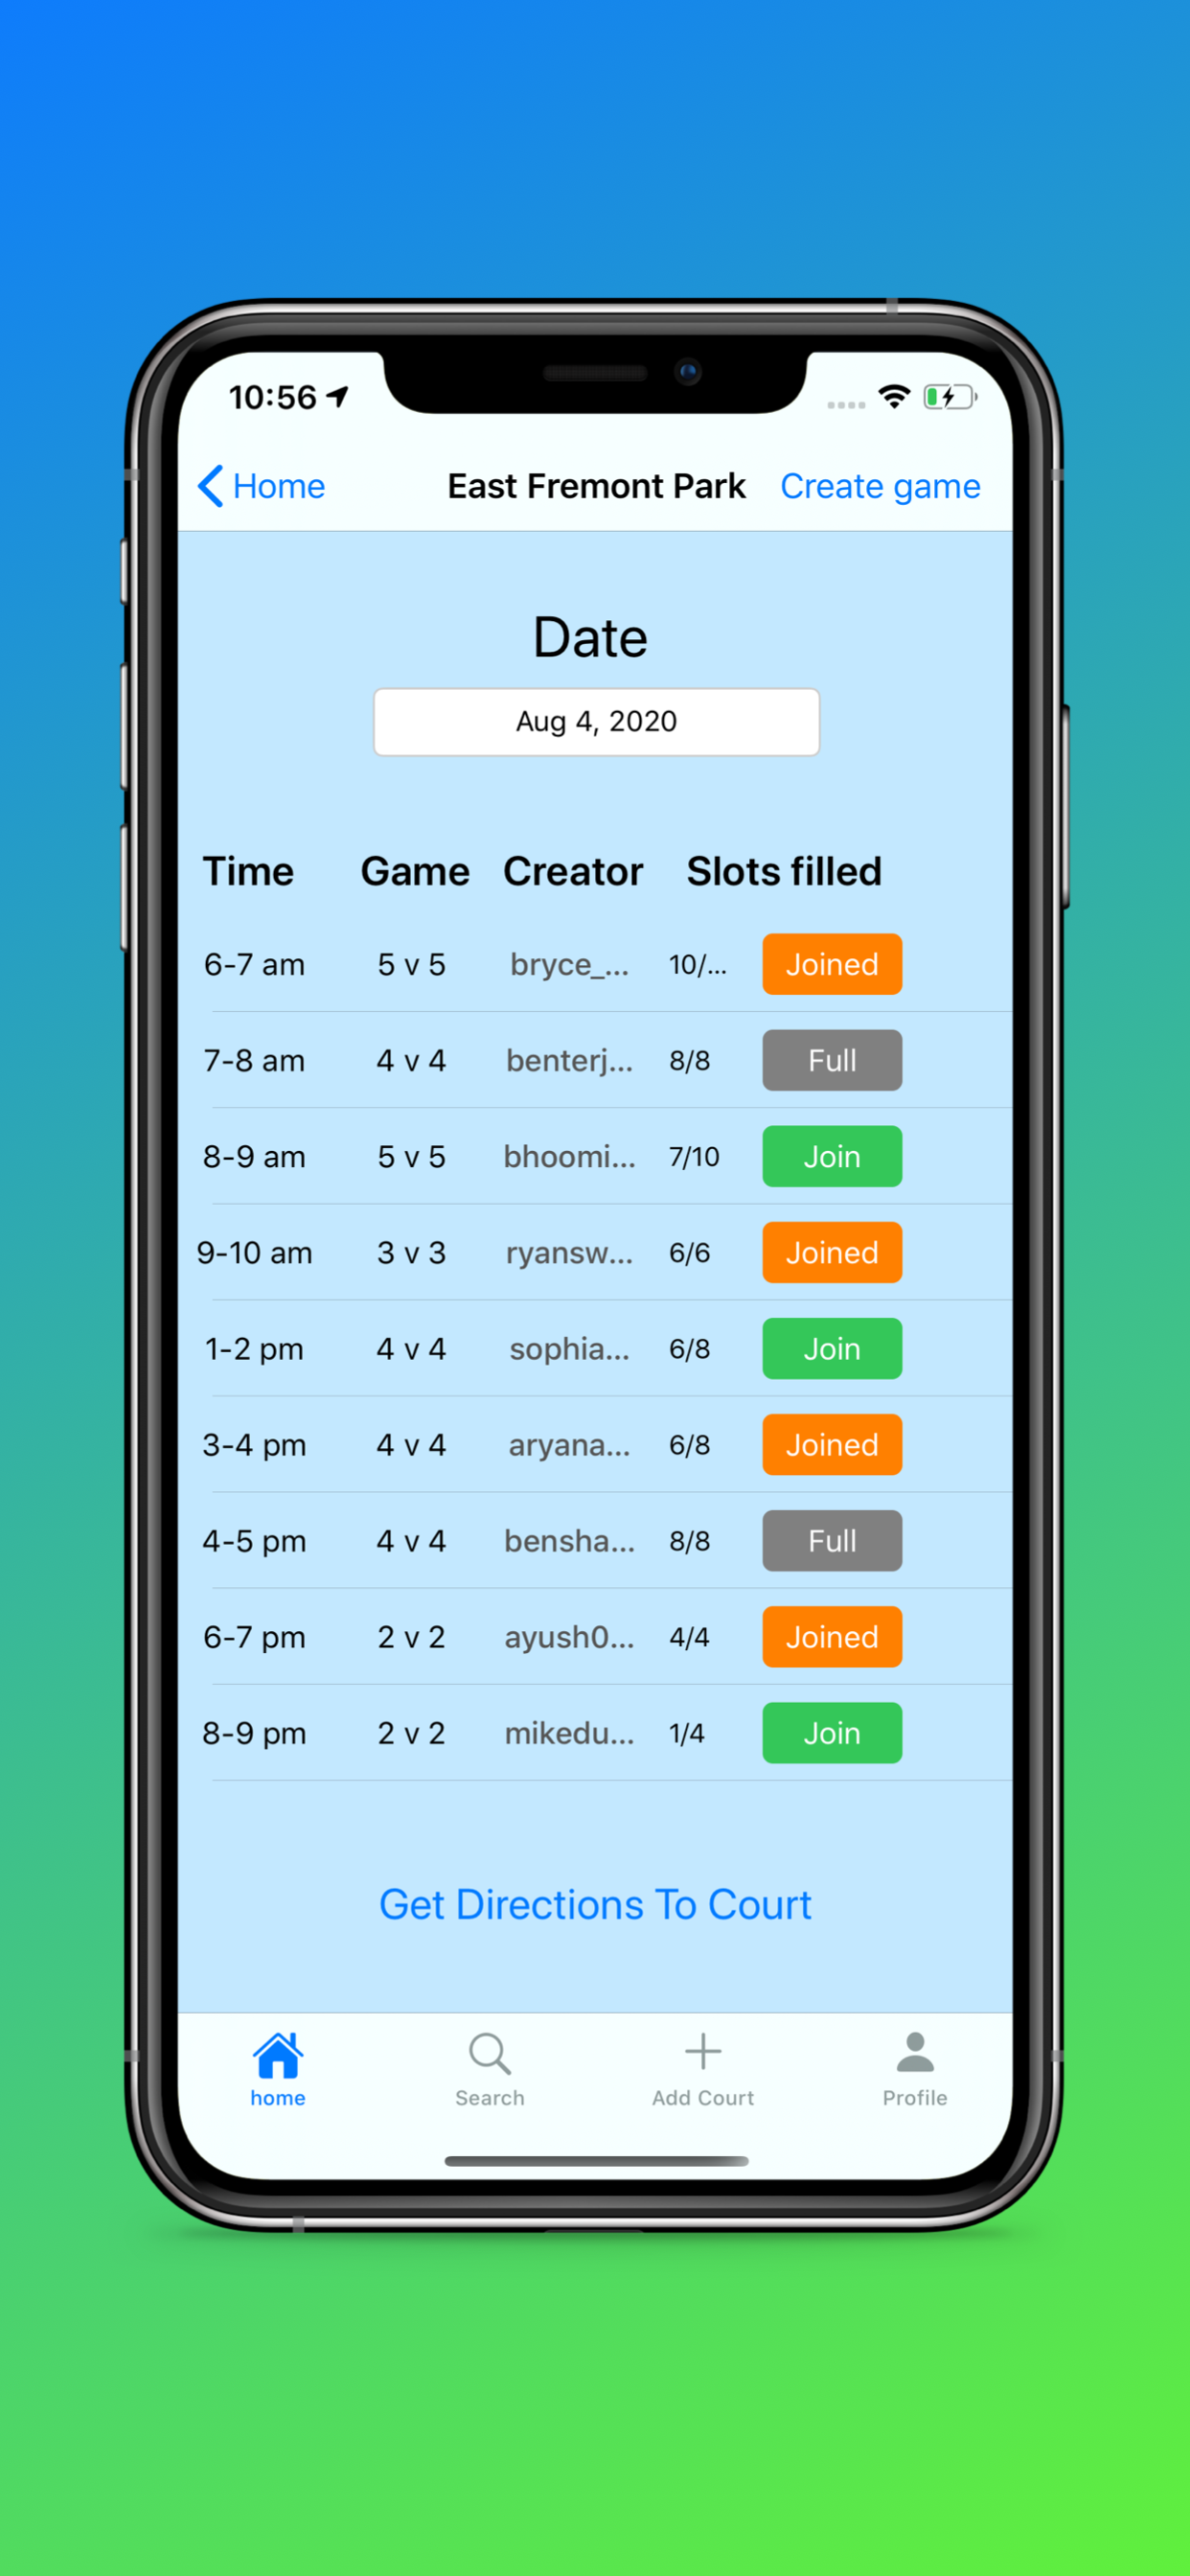 10:56
Home East Fremont Park Create game
Date
Aug 4, 2020
Time Game Creator Slots filled
6-7 am 5 v 5 bryce_... 10/... Joined
7-8 am 4 v 4 benterj... 8/8 Full
8-9 am 5 v 5 bhoomi... 7/10 Join
9-10 am 3 v 3 ryansw... 6/6 Joined
1-2 pm 4 v 4 sophia... 6/8 Join
3-4 pm 4 v 4 aryana... 6/8 Joined
4-5 pm 4 v 4 bensha... 8/8 Full
6-7 pm 2 v 2 ayush0... 4/4 Joined
8-9 pm 2 v 2 mikedu... 1/4 Join
Get Directions To Court
home Search Add Court Profile